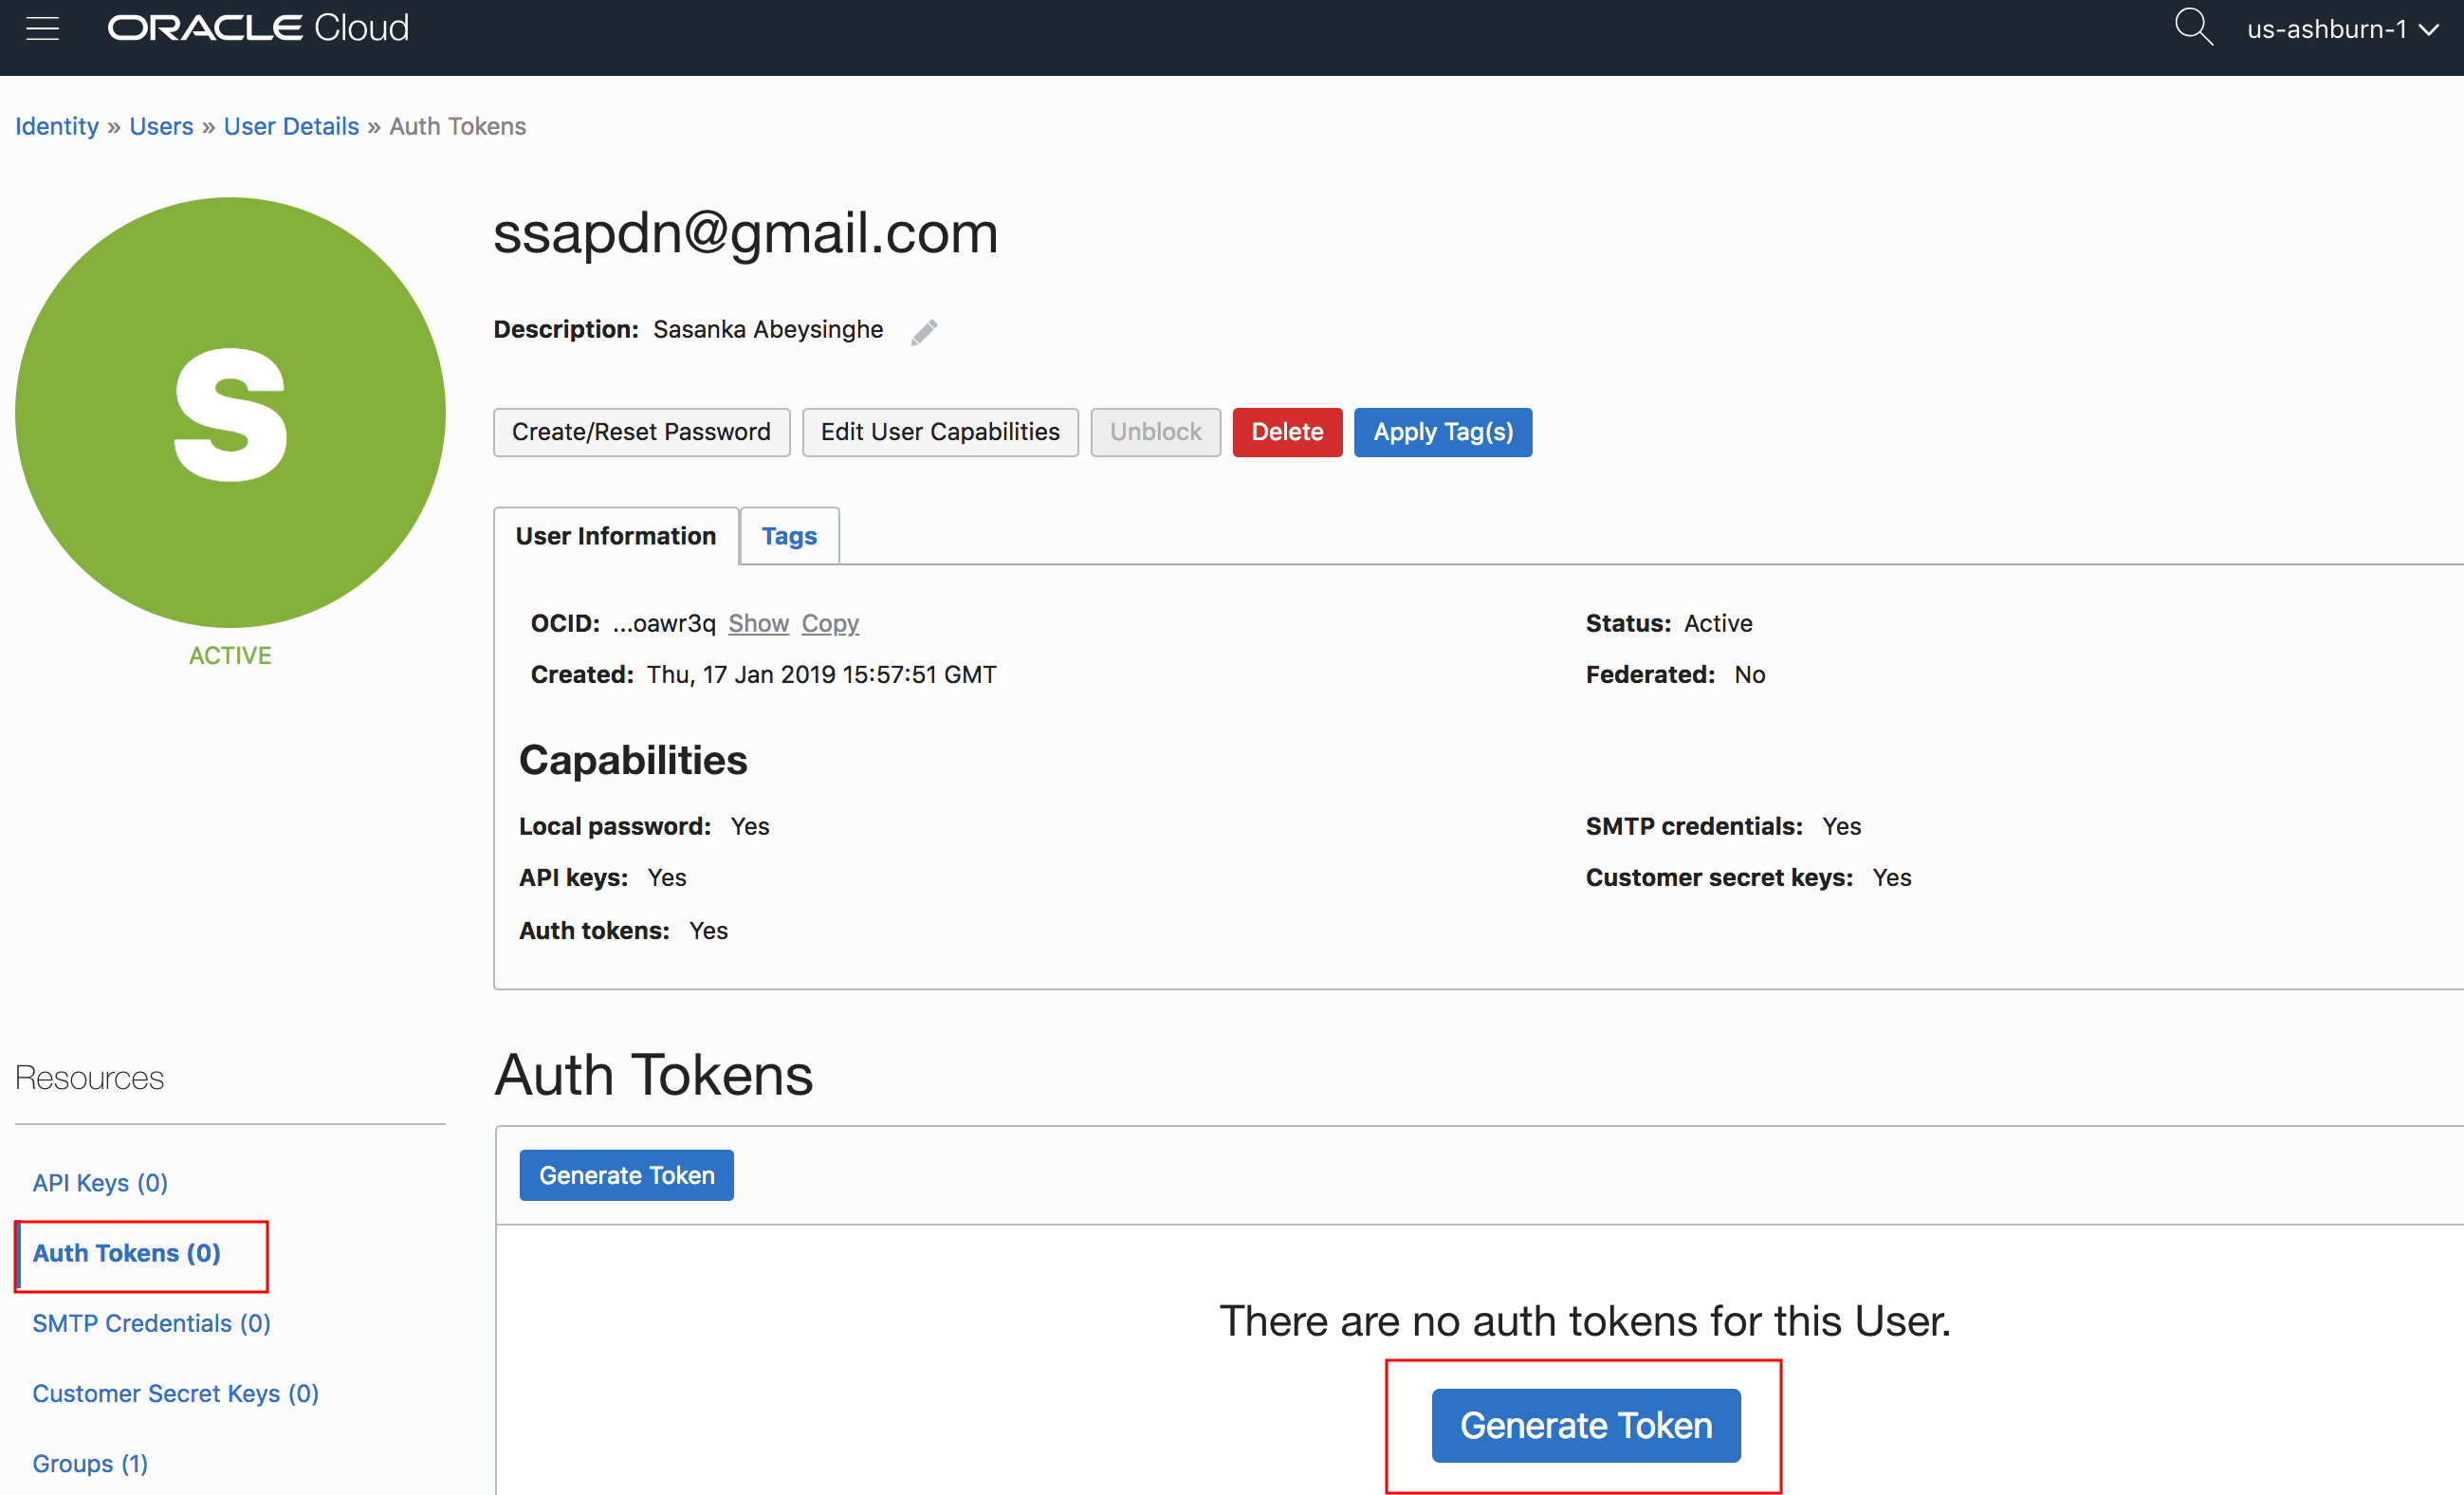 ORACLE Cloud
us-ashburn-1
Identity » Users » User Details » Auth Tokens
S
ACTIVE
ssapdn@gmail.com
Description: Sasanka Abeysinghe
Create/Reset Password Edit User Capabilities Unblock Delete Apply Tag(s)
User Information Tags
OCID: ...oawr3q Show Copy
Status: Active
Created: Thu, 17 Jan 2019 15:57:51 GMT
Federated: No
Capabilities
Local password: Yes
SMTP credentials: Yes
API keys: Yes
Customer secret keys: Yes
Auth tokens: Yes
Resources
API Keys (0)
Auth Tokens (0)
SMTP Credentials (0)
Customer Secret Keys (0)
Groups (1)
Auth Tokens
Generate Token
There are no auth tokens for this User.
Generate Token